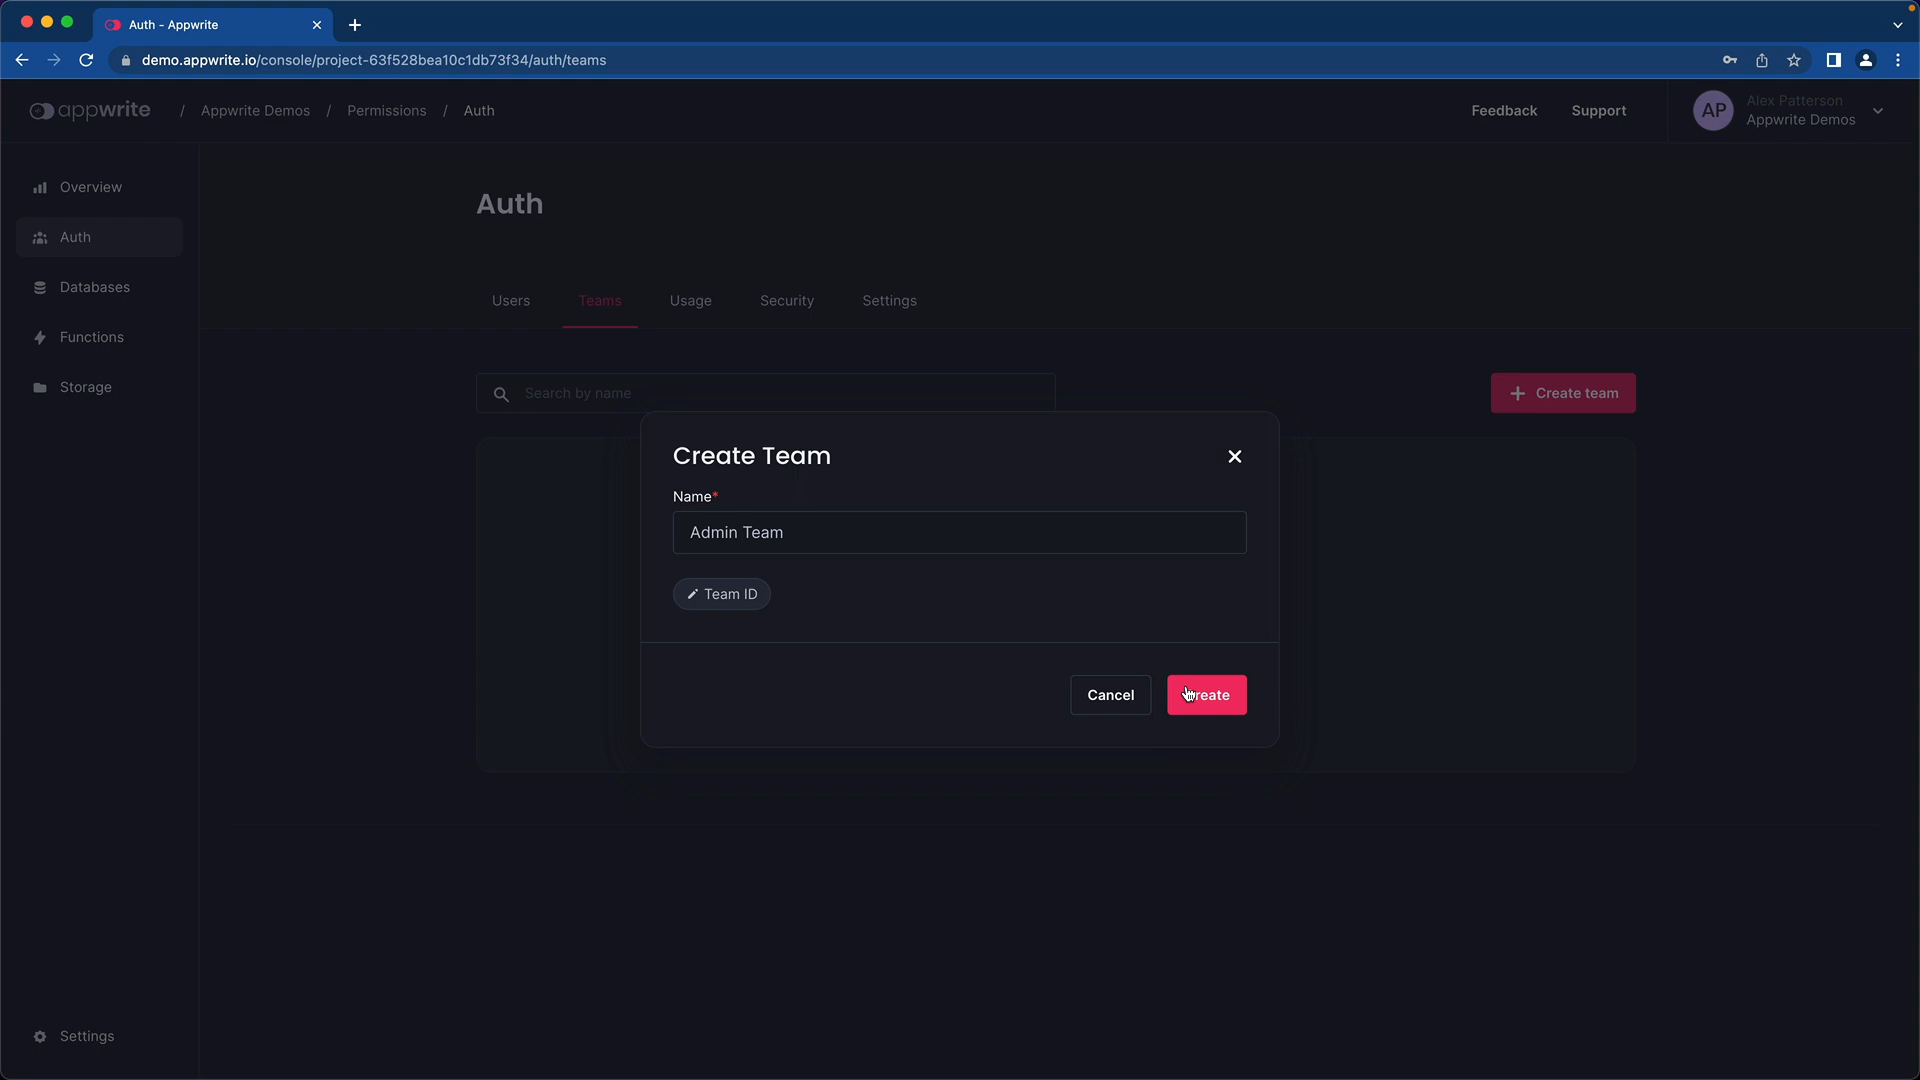 Auth - Appwrite
demo.appwrite.io/console/project-63f528bea10c1db73f34/auth/teams
appwrite / Appwrite Demos / Permissions / Auth
Feedback
Support
AP
Alex Patterson
Appwrite Demos
Overview
Auth
Databases
Functions
Storage
Settings
Auth
Users
Teams
Usage
Security
Settings
Search by name
Create team
Create Team
Name*
Admin Team
Team ID
Cancel
Create